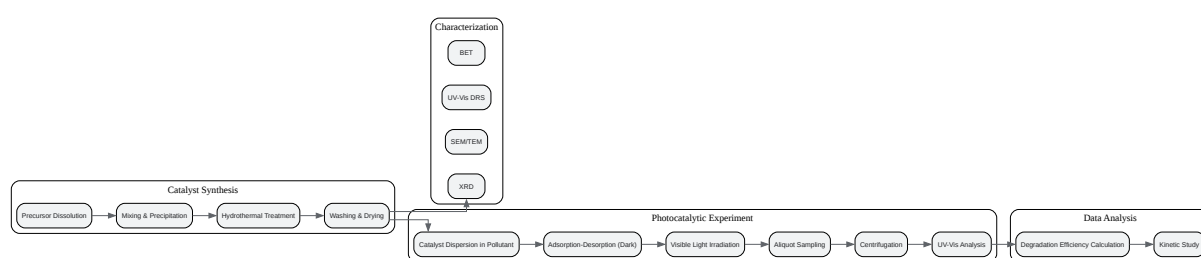 Characterization
BET
UV-Vis DRS
SEM/TEM
XRD
Catalyst Synthesis
Precursor Dissolution
Mixing & Precipitation
Hydrothermal Treatment
Washing & Drying
Photocatalytic Experiment
Catalyst Dispersion in Pollutant
Adsorption-Desorption (Dark)
Visible Light Irradiation
Aliquot Sampling
Centrifugation
UV-Vis Analysis
Data Analysis
Degradation Efficiency Calculation
Kinetic Study